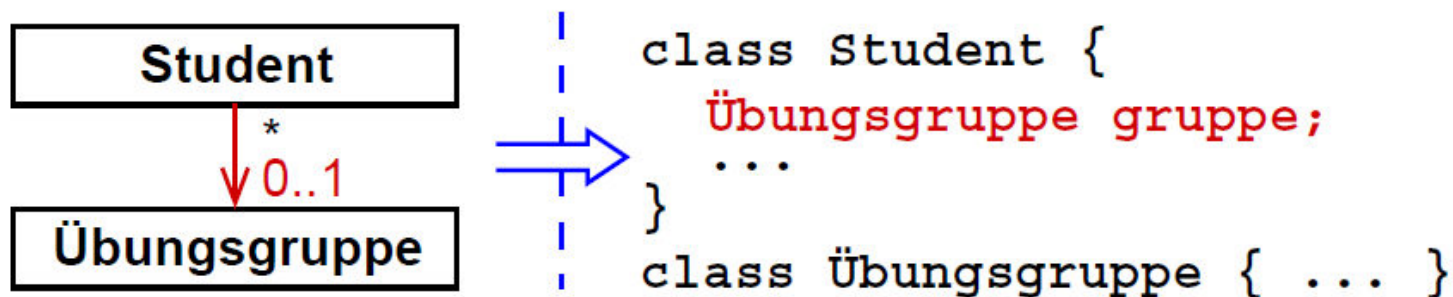 Student
*
0..1
Übungsgruppe
class Student {
Übungsgruppe gruppe;
...
}
class Übungsgruppe { ... }